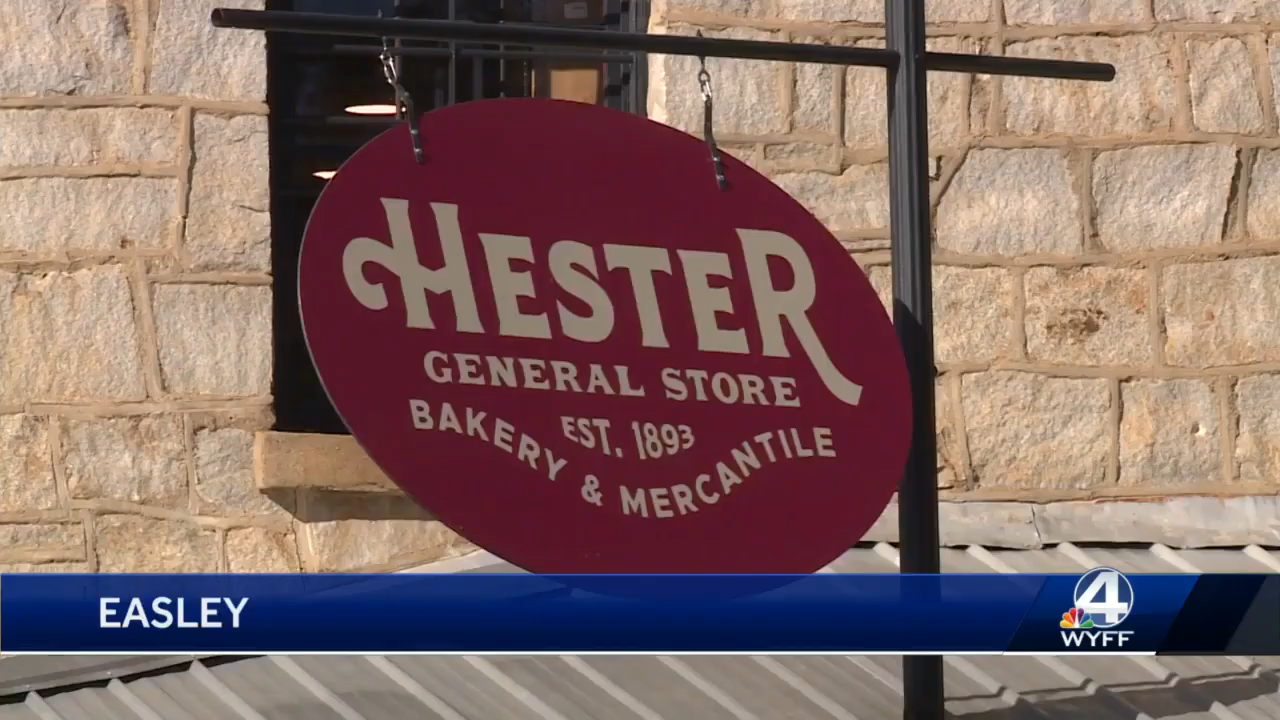 HESTER
GENERAL STORE
EST. 1893
BAKERY & MERCANTILE
EASLEY
4
WYFF